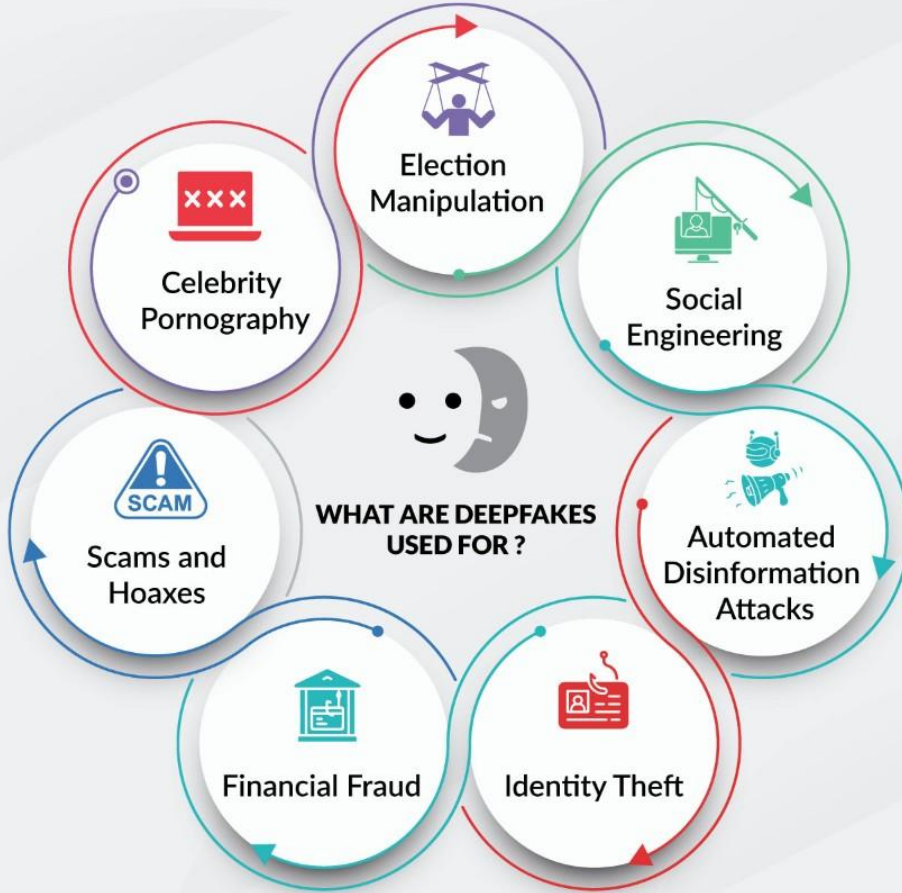 Election
Manipulation
Social
Engineering
Automated
Disinformation
Attacks
Identity Theft
Financial Fraud
SCAM
Scams and
Hoaxes
XXX
Celebrity
Pornography
WHAT ARE DEEPFAKES
USED FOR ?